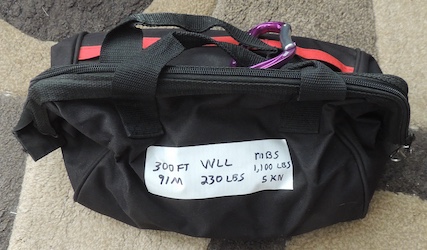 300 FT WLL MBS
91M 230 LBS 1,100 LBS
5 KN